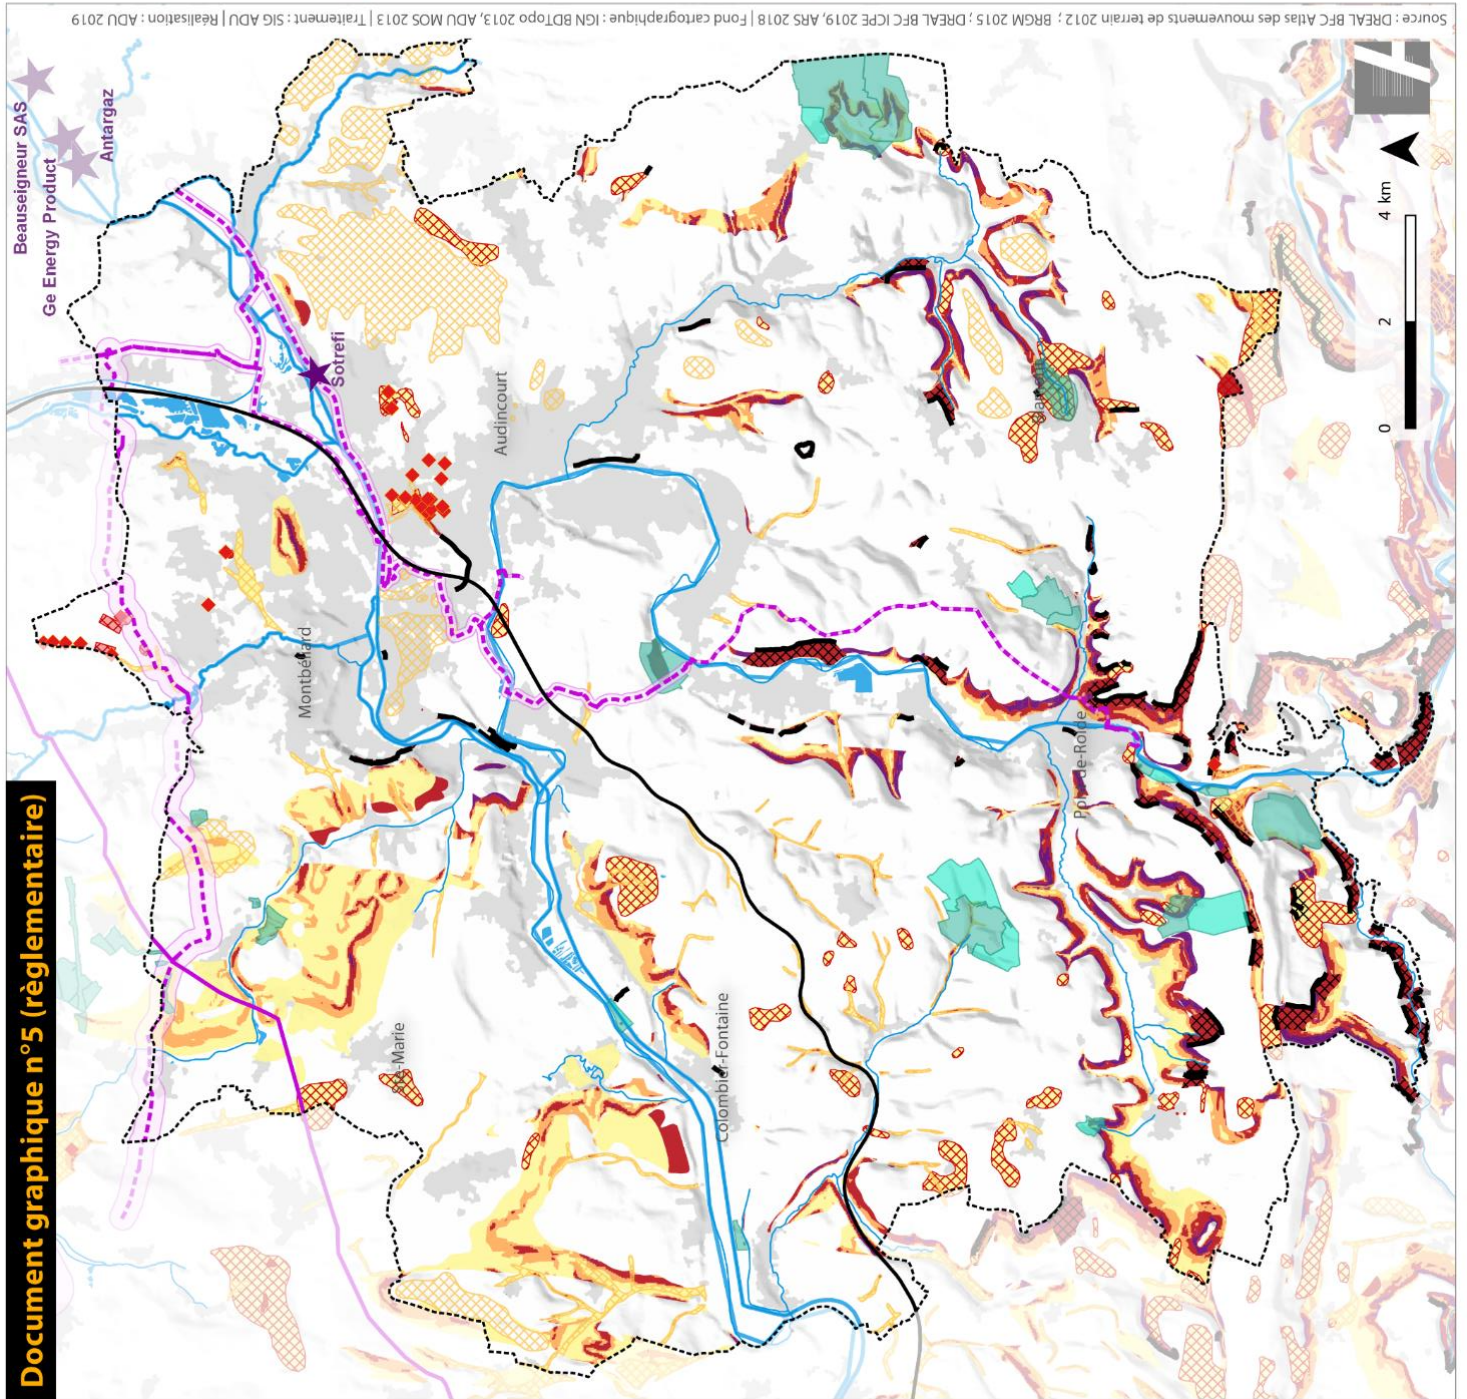 Document graphique n°5 (règlementaire)
Beauseigneur SAS
Ge Energy Product
Antargaz
Sotrefi
Montbéliard
Audincourt
Ste-Marie
Colombier-Fontaine
Pont-de-Roide
0 2 4 km
Source : DREAL BFC Atlas des mouvements de terrain 2012 ; BRGM 2015 ; DREAL BFC ICPE 2019, ARS 2018 | Fond cartographique : IGN BDTopo 2013, ADU MOS 2013 | Traitement : SIG ADU | Réalisation : ADU 2019